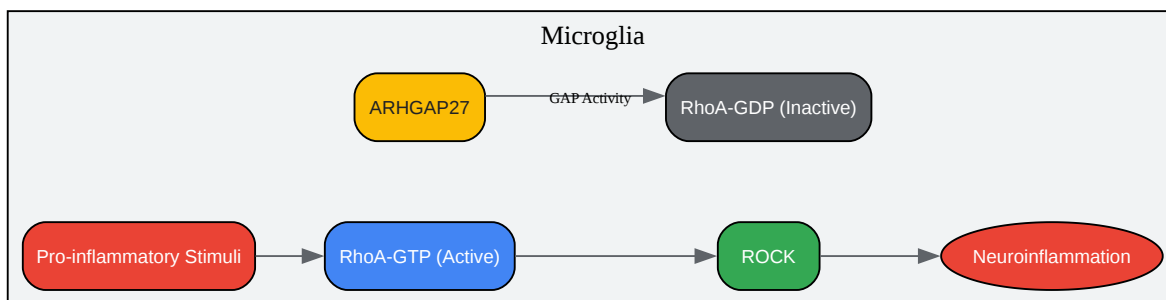 Microglia
ARHGAP27
GAP Activity
RhoA-GDP (Inactive)
Pro-inflammatory Stimuli
RhoA-GTP (Active)
ROCK
Neuroinflammation